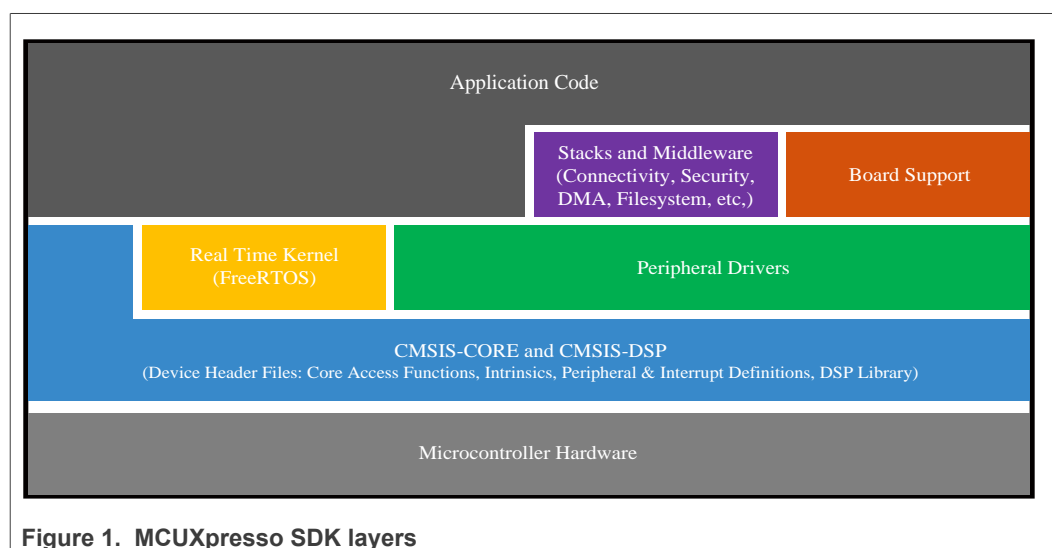 Application Code
Stacks and Middleware
(Connectivity, Security,
DMA, Filesystem, etc,)
Board Support
Real Time Kernel
(FreeRTOS)
Peripheral Drivers
CMSIS-CORE and CMSIS-DSP
(Device Header Files: Core Access Functions, Intrinsics, Peripheral & Interrupt Definitions, DSP Library)
Microcontroller Hardware
Figure 1. MCUXpresso SDK layers